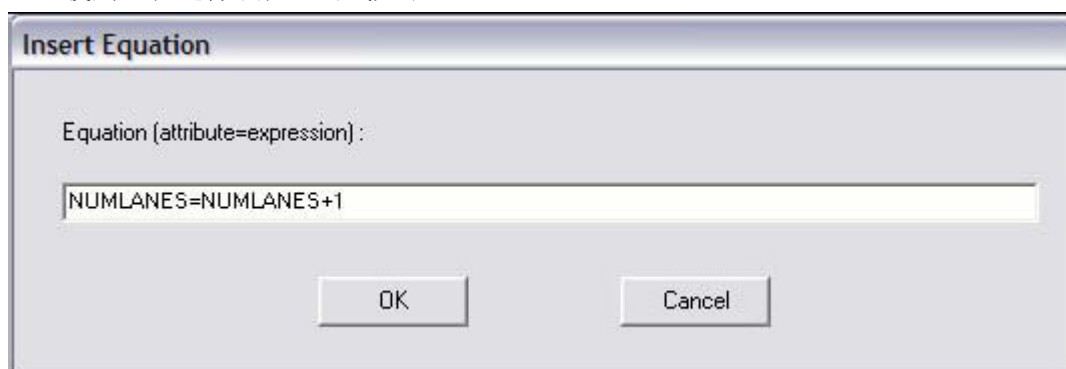 Insert Equation
Equation (attribute=expression) :
NUMLANES=NUMLANES+1
OK Cancel